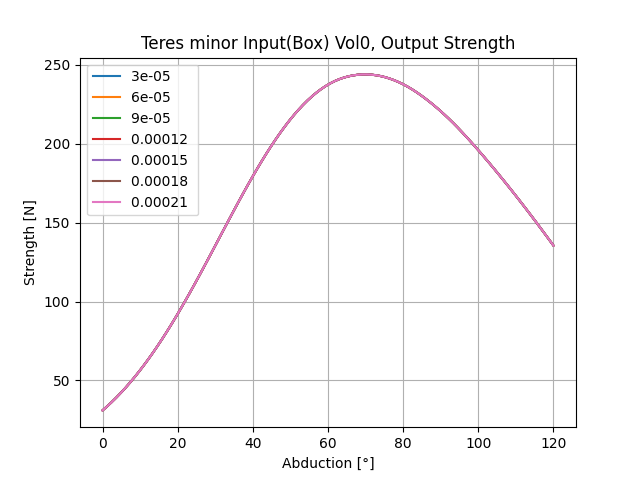 Teres minor Input(Box) Vol0, Output Strength
250
200
150
100
50
Strength [N]
3e-05
6e-05
9e-05
0.00012
0.00015
0.00018
0.00021
0 20 40 60 80 100 120
Abduction [°]